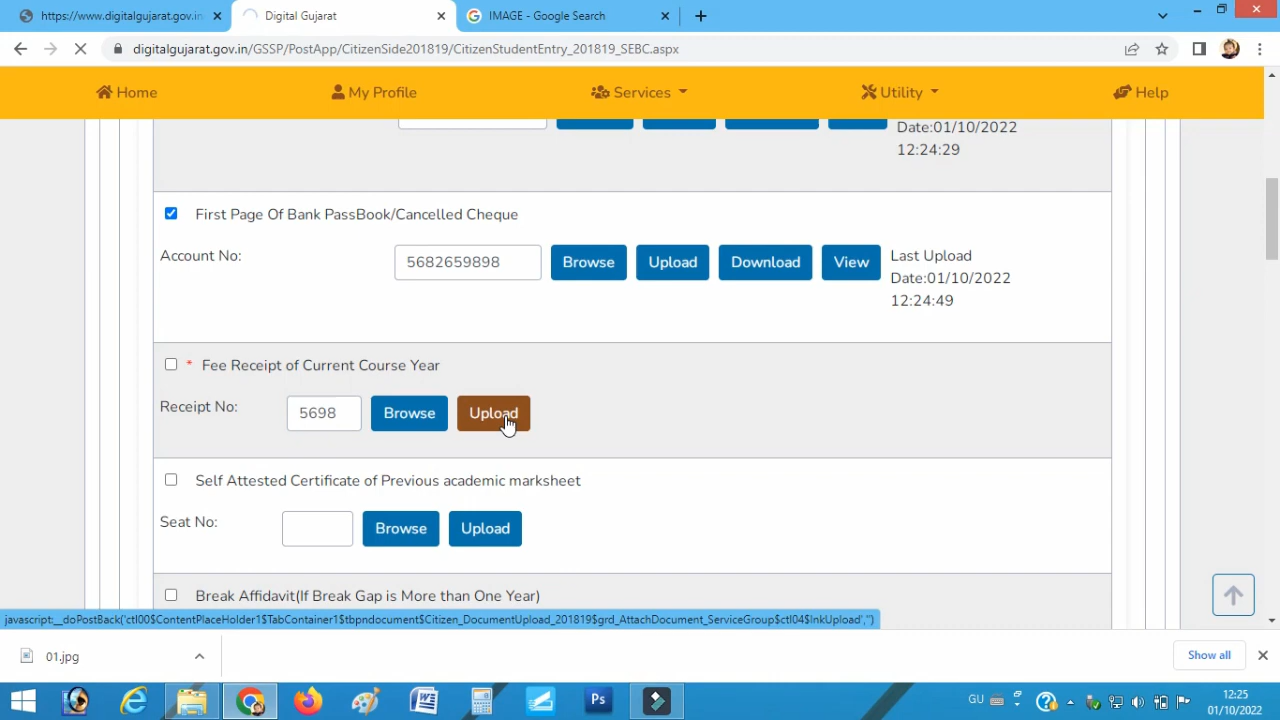 https://www.digitalgujarat.gov.in
Digital Gujarat
IMAGE - Google Search
digitalgujarat.gov.in/GSSP/PostApp/CitizenSide201819/CitizenStudentEntry_201819_SEBC.aspx
Home My Profile Services Utility Help
Date:01/10/2022
12:24:29
First Page Of Bank PassBook/Cancelled Cheque
Account No: 5682659898 Browse Upload Download View Last Upload
Date:01/10/2022
12:24:49
* Fee Receipt of Current Course Year
Receipt No: 5698 Browse Upload
Self Attested Certificate of Previous academic marksheet
Seat No: Browse Upload
Break Affidavit(If Break Gap is More than One Year)
javascript:__doPostBack('ctl00$ContentPlaceHolder1$TabContainer1$tbpndocument$Citizen_DocumentUpload_201819$grd_AttachDocument_ServiceGroup$ctl04$lnkUpload','')
01.jpg Show all
Ps GU 12:25
01/10/2022